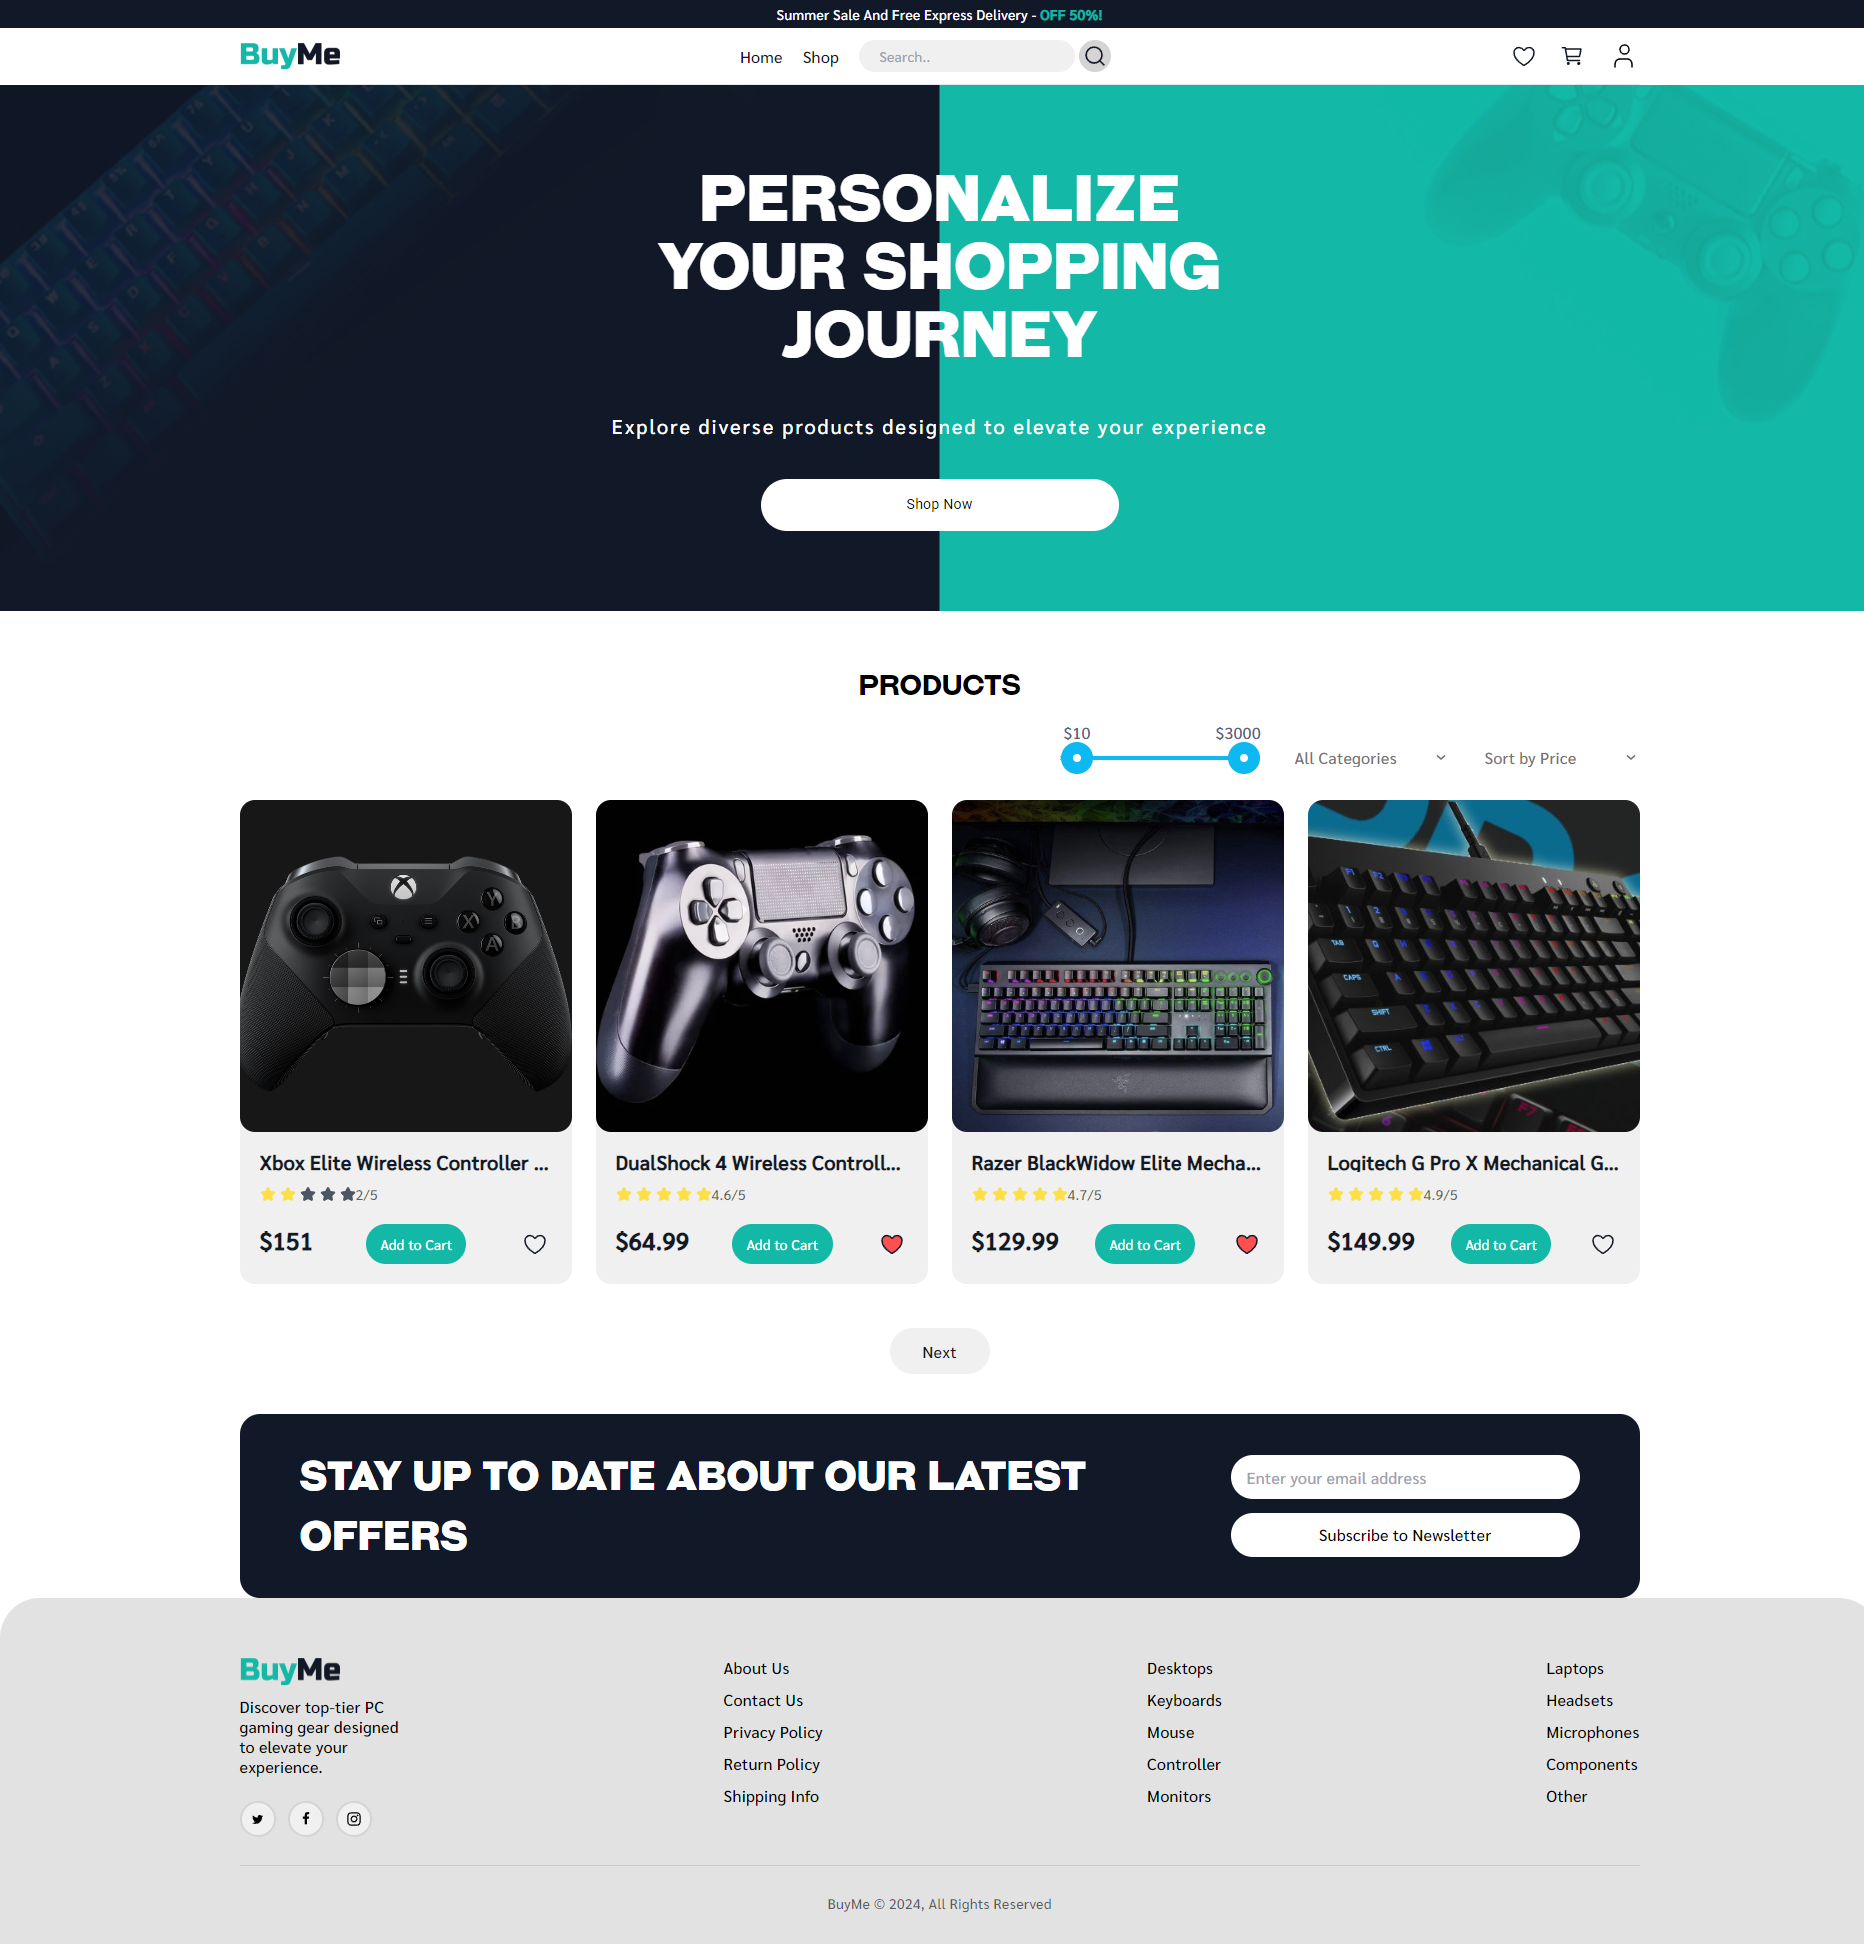 Summer Sale And Free Express Delivery - OFF 50%!
BuyMe
Home
Shop
Search..
PERSONALIZE
YOUR SHOPPING
JOURNEY
Explore diverse products designed to elevate your experience
Shop Now
PRODUCTS
$10
$3000
All Categories
Sort by Price
Xbox Elite Wireless Controller ...
2/5
$151
Add to Cart
DualShock 4 Wireless Controll...
4.6/5
$64.99
Add to Cart
Razer BlackWidow Elite Mecha...
4.7/5
$129.99
Add to Cart
Logitech G Pro X Mechanical G...
4.9/5
$149.99
Add to Cart
Next
STAY UP TO DATE ABOUT OUR LATEST
OFFERS
Enter your email address
Subscribe to Newsletter
BuyMe
Discover top-tier PC
gaming gear designed
to elevate your
experience.
About Us
Contact Us
Privacy Policy
Return Policy
Shipping Info
Desktops
Keyboards
Mouse
Controller
Monitors
Laptops
Headsets
Microphones
Components
Other
BuyMe © 2024, All Rights Reserved